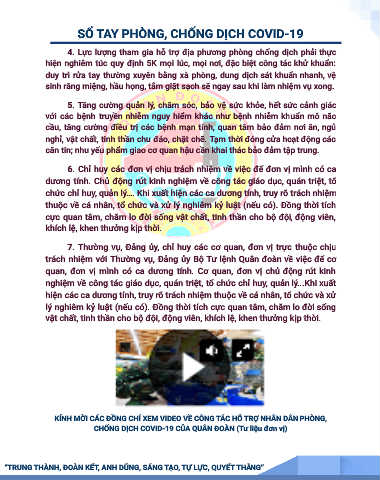 SỔ TAY PHÒNG, CHỐNG DỊCH COVID-19
4. Lực lượng tham gia hỗ trợ địa phương phòng chống dịch phải thực
hiện nghiêm túc quy định 5K mọi lúc, mọi nơi, đặc biệt công tác khử khuẩn:
duy trì rửa tay thường xuyên bằng xà phòng, dung dịch sát khuẩn nhanh, vệ
sinh răng miệng, hầu họng, tắm giặt sạch sẽ ngay sau khi làm nhiệm vụ xong.
5. Tăng cường quản lý, chăm sóc, bảo vệ sức khỏe, hết sức cảnh giác
với các bệnh truyền nhiễm nguy hiểm khác như bệnh nhiễm khuẩn mô não
cầu, tăng cường điều trị các bệnh mạn tính, quan tâm bảo đảm nơi ăn, ngủ
nghỉ, vật chất, tinh thần chu đáo, chặt chẽ. Tạm thời đóng cửa hoạt động các
căn tin; nhu yếu phẩm giao cơ quan hậu cần khai thác bảo đảm tập trung.
6. Chỉ huy các đơn vị chịu trách nhiệm về việc để đơn vị mình có ca
dương tính. Chủ động rút kinh nghiệm về công tác giáo dục, quán triệt, tổ
chức chỉ huy, quản lý... Khi xuất hiện các ca dương tính, truy rõ trách nhiệm
thuộc về cá nhân, tổ chức và xử lý nghiêm kỷ luật (nếu có). Đồng thời tích
cực quan tâm, chăm lo đời sống vật chất, tinh thần cho bộ đội, động viên,
khích lệ, khen thưởng kịp thời.
7. Thường vụ, Đảng ủy, chỉ huy các cơ quan, đơn vị trực thuộc chịu
trách nhiệm với Thường vụ, Đảng ủy Bộ Tư lệnh Quân đoàn về việc để cơ
quan, đơn vị mình có ca dương tính. Cơ quan, đơn vị chủ động rút kinh
nghiệm về công tác giáo dục, quán triệt, tổ chức chỉ huy, quản lý...Khi xuất
hiện các ca dương tính, truy rõ trách nhiệm thuộc về cá nhân, tổ chức và xử
lý nghiêm kỷ luật (nếu có). Đồng thời tích cực quan tâm, chăm lo đời sống
vật chất, tinh thần cho bộ đội, động viên, khích lệ, khen thưởng kịp thời.
KÍNH MỜI CÁC ĐỒNG CHÍ XEM VIDEO VỀ CÔNG TÁC HỖ TRỢ NHÂN DÂN PHÒNG,
CHỐNG DỊCH COVID-19 CỦA QUÂN ĐOÀN (Tư liệu đơn vị)
"TRUNG THÀNH, ĐOÀN KẾT, ANH DŨNG, SÁNG TẠO, TỰ LỰC, QUYẾT THẮNG"